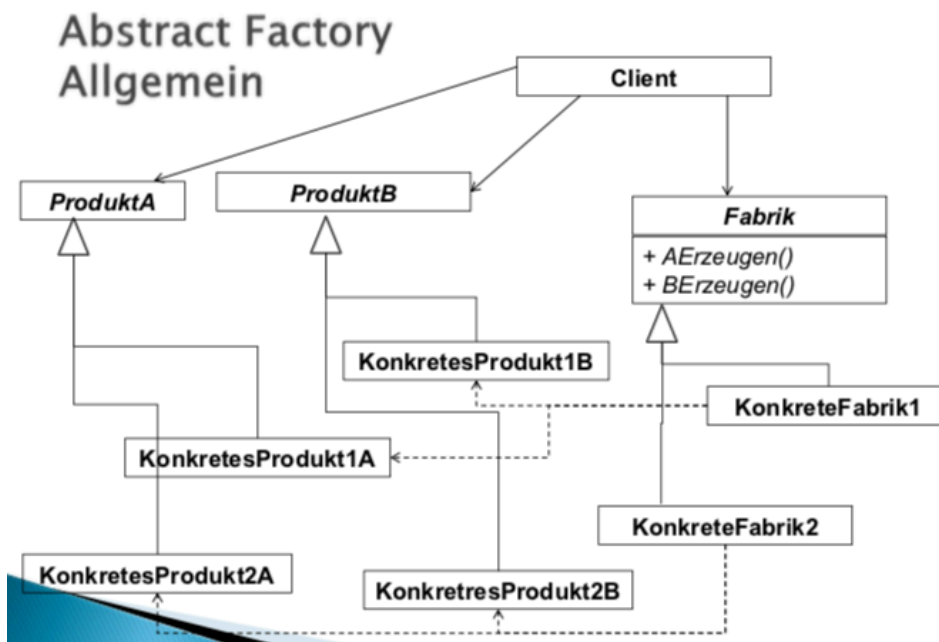 Abstract Factory
Allgemein
Client
ProduktA
ProduktB
Fabrik
+ AErzeugen()
+ BErzeugen()
KonkretesProdukt1B
KonkreteFabrik1
KonkretesProdukt1A
KonkreteFabrik2
KonkretesProdukt2A
KonkretresProdukt2B